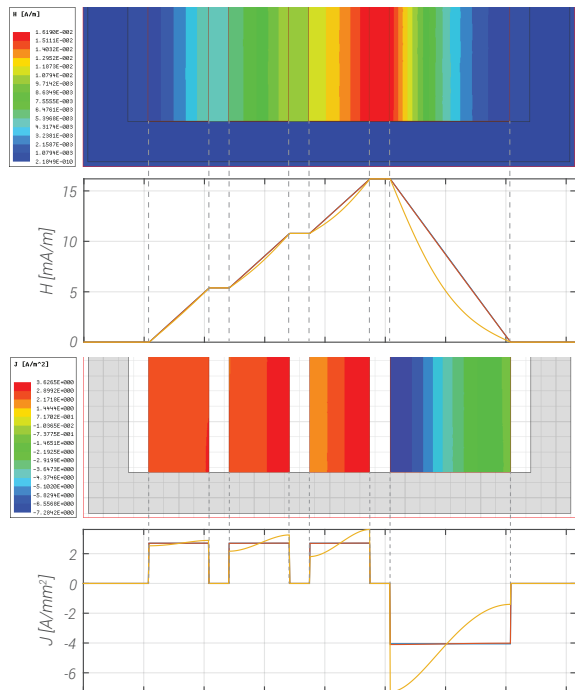 H [A/m]
1.6190E-002
1.5111E-002
1.4032E-002
1.2952E-002
1.1873E-002
1.0794E-002
9.7142E-003
8.6349E-003
7.5555E-003
6.4761E-003
5.3968E-003
4.3174E-003
3.2381E-003
2.1587E-003
1.0794E-003
2.1849E-010
15
10
5
0
H [mA/m]
J [A/m^2]
3.6265E+000
2.8992E+000
2.1718E+000
1.4444E+000
7.1702E-001
1.0365E-002
-7.3775E-001
-1.4651E+000
-2.1925E+000
-2.9199E+000
-3.6473E+000
-4.3746E+000
-5.1020E+000
-5.8294E+000
-6.5568E+000
-7.2842E+000
2
0
-2
-4
-6
J [A/mm²]